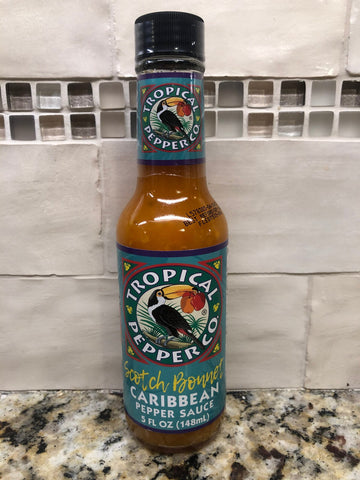 TROPICAL
PEPPER CO.
TROPICAL
PEPPER CO.
®
Scotch Bonnet
CARIBBEAN
PEPPER SAUCE
5 FL OZ (148mL)